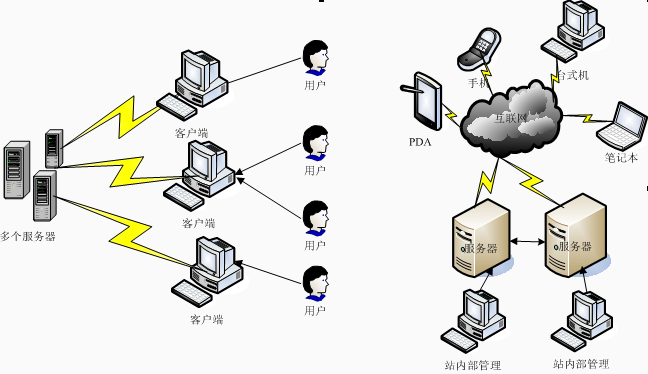 用户
客户端
用户
客户端
用户
多个服务器
用户
客户端
手机
台式机
互联网
PDA
笔记本
服务器
服务器
站内部管理
站内部管理